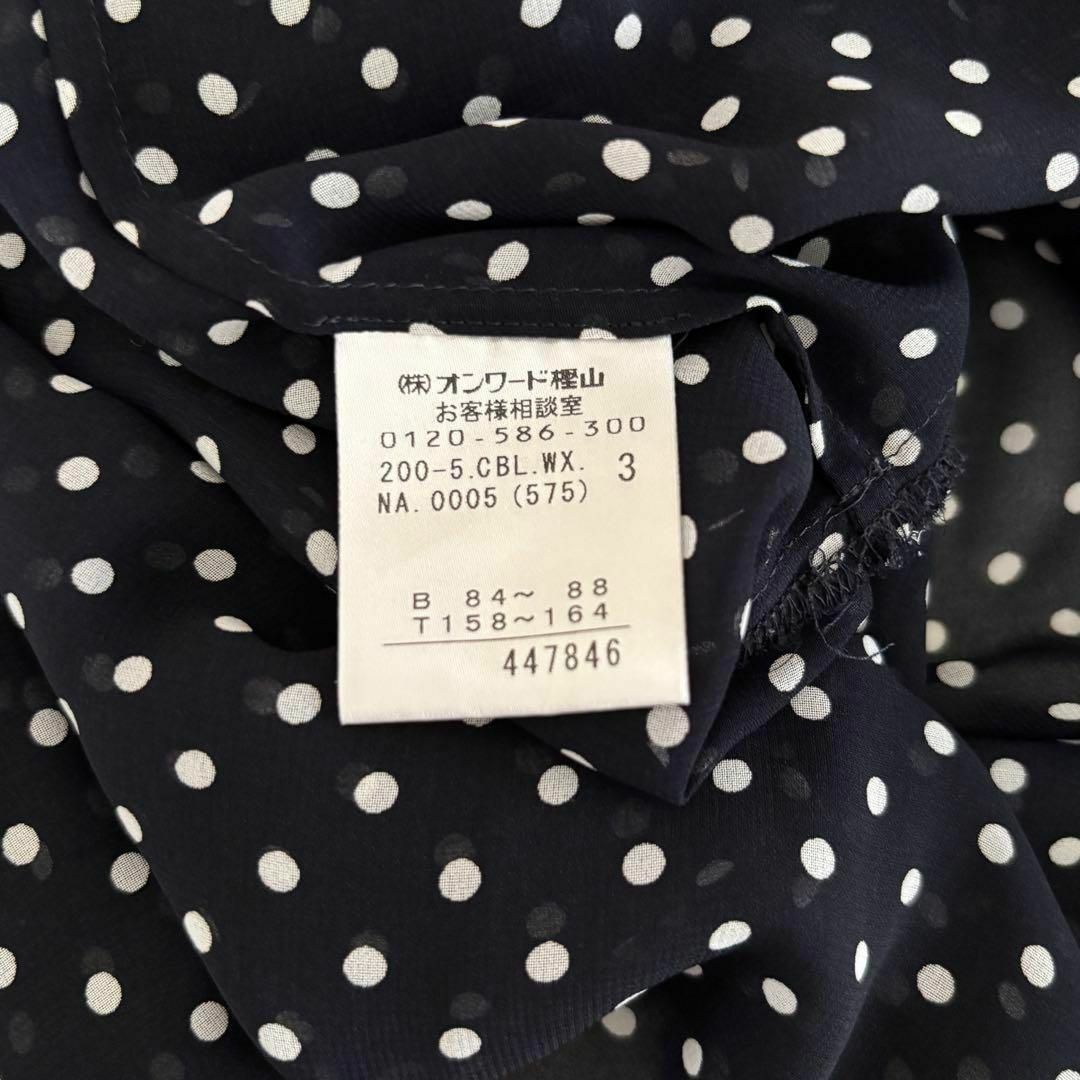 (株)オンワード樫山
お客様相談室
0120-586-300
200-5.CBL.WX. 3
NA.0005(575)
B 84~ 88
T158~164
447846